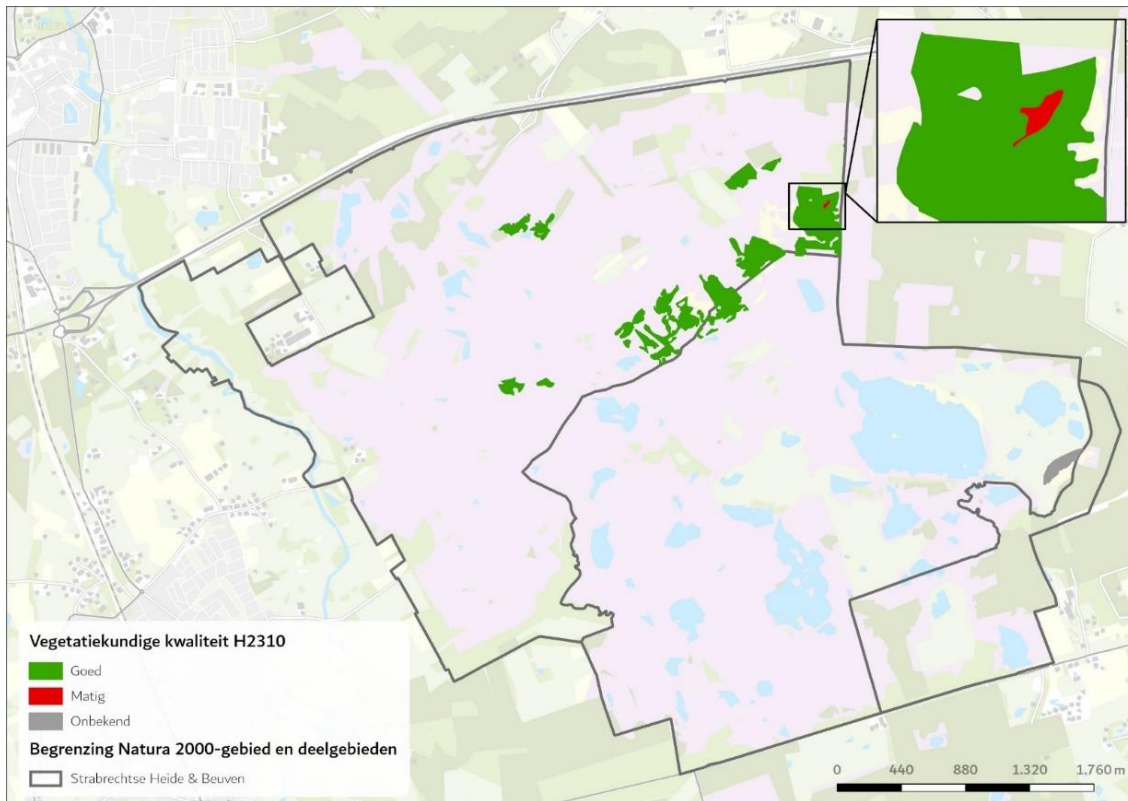 Vegetatiekundige kwaliteit H2310
Goed
Matig
Onbekend
Begrenzing Natura 2000-gebied en deelgebieden
Strabrechtse Heide & Beuven
0 440 880 1.320 1.760 m